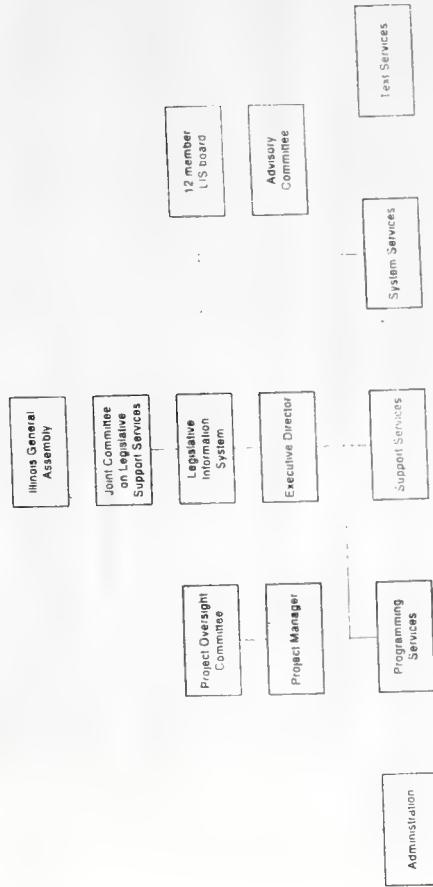 Illinois General
Assembly
Joint Committee
on Legislative
Support Services
Project Oversight
Committee
Legislative
Information
System
12 member
LIS board
Project Manager
Executive Director
Advisory
Committee
Administration
Programming
Services
Support Services
System Services
Text Services